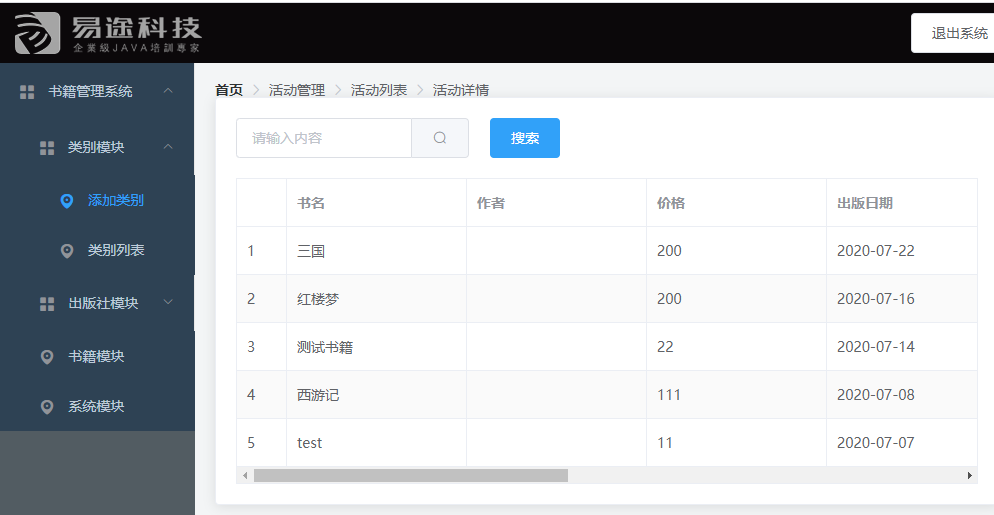 易途科技
企業級JAVA培訓專家
退出系统
书籍管理系统
类别模块
添加类别
类别列表
出版社模块
书籍模块
系统模块
首页 活动管理 活动列表 活动详情
请输入内容 搜索
书名 作者 价格 出版日期
1 三国 200 2020-07-22
2 红楼梦 200 2020-07-16
3 测试书籍 22 2020-07-14
4 西游记 111 2020-07-08
5 test 11 2020-07-07